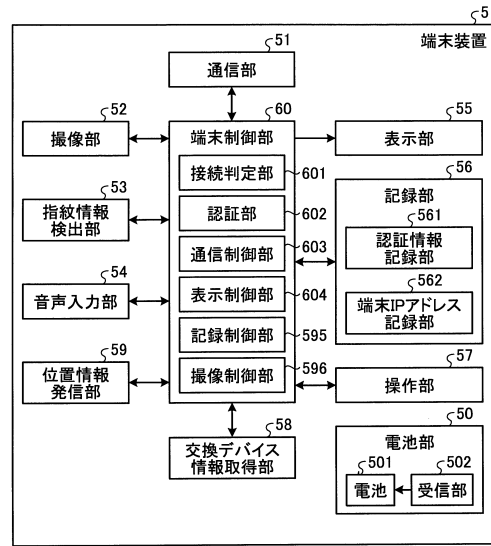 5
端末装置
51
通信部
52
撮像部
60
端末制御部
55
表示部
接続判定部
601
認証部
602
通信制御部
603
表示制御部
604
記録制御部
595
撮像制御部
596
53
指紋情報
検出部
56
記録部
561
認証情報
記録部
562
端末IPアドレス
記録部
54
音声入力部
59
位置情報
発信部
57
操作部
58
交換デバイス
情報取得部
50
電池部
501
電池
502
受信部